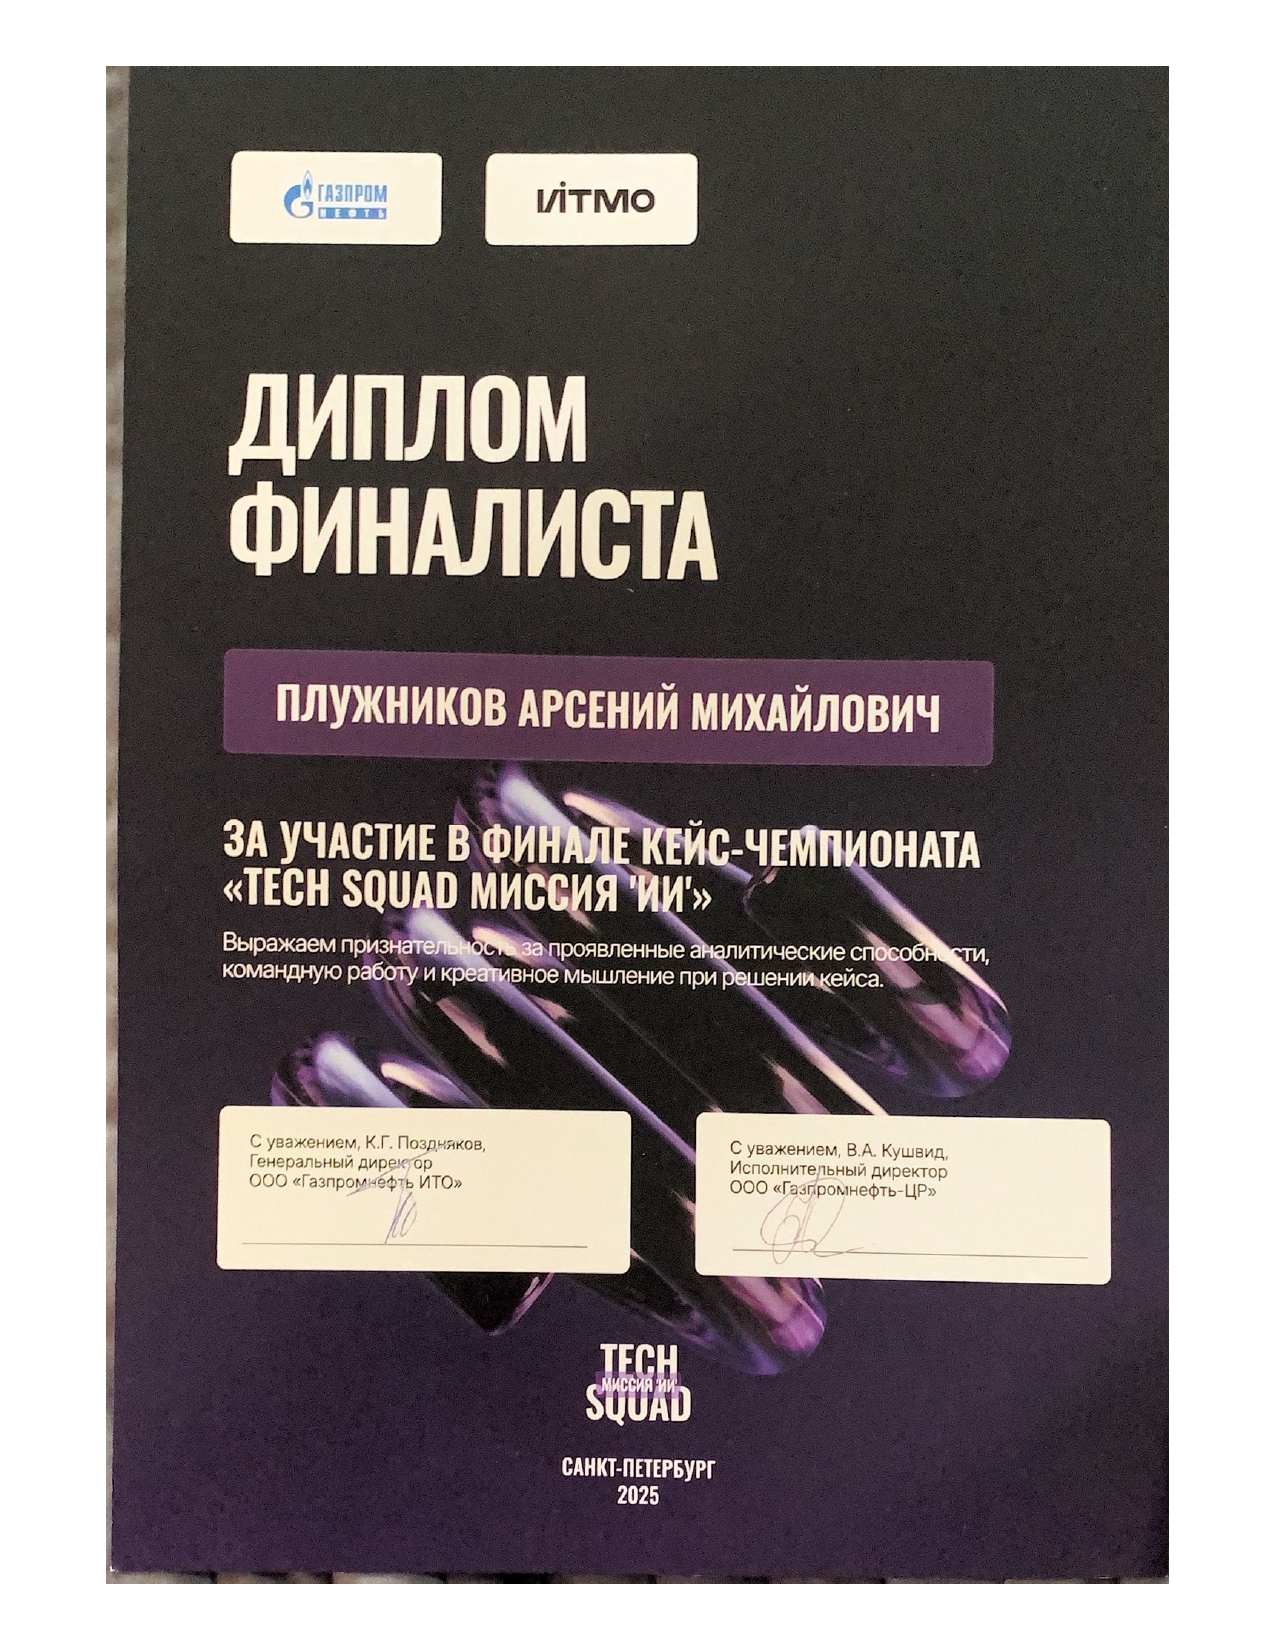 ГАЗПРОМ
НЕФТЬ
ИТМО
ДИПЛОМ
ФИНАЛИСТА
ПЛУЖНИКОВ АРСЕНИЙ МИХАЙЛОВИЧ
ЗА УЧАСТИЕ В ФИНАЛЕ КЕЙС-ЧЕМПИОНАТА
«TECH SQUAD МИССИЯ 'ИИ'»
Выражаем признательность за проявленные аналитические способности,
командную работу и креативное мышление при решении кейса.
С уважением, К.Г. Поздняков,
Генеральный директор
ООО «Газпромнефть ИТО»
С уважением, В.А. Кушвид,
Исполнительный директор
ООО «Газпромнефть-ЦР»
TECH
МИССИЯ 'ИИ'
SQUAD
САНКТ-ПЕТЕРБУРГ
2025